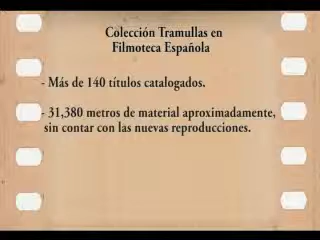 Colección Tramullas en
Filmoteca Española
- Más de 140 títulos catalogados.
- 31,380 metros de material aproximadamente,
sin contar con las nuevas reproducciones.